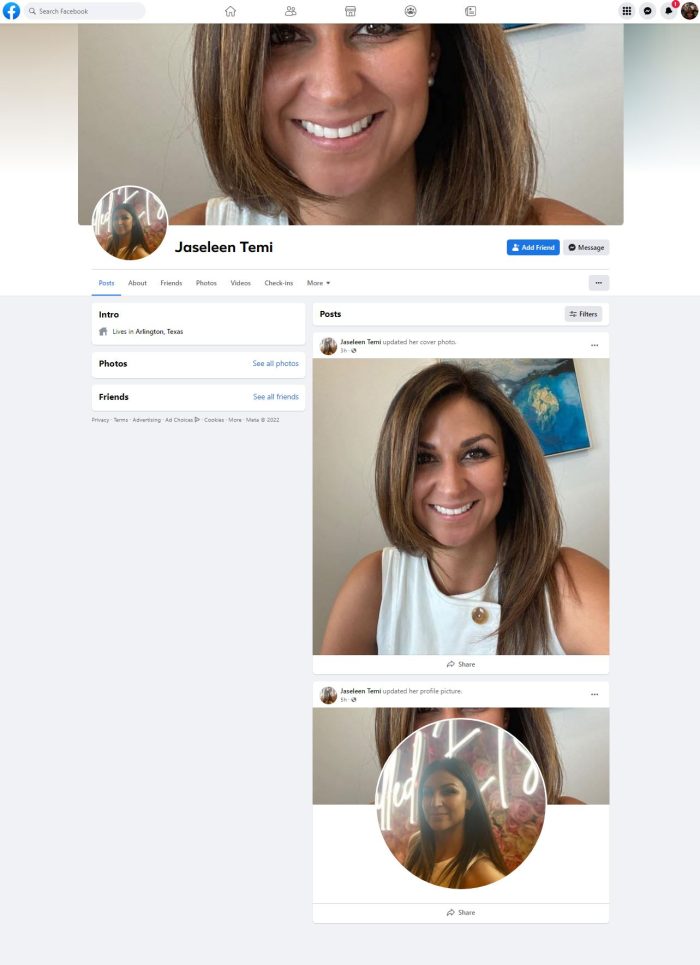 Search Facebook
1
Jaseleen Temi
Add Friend
Message
Posts
About
Friends
Photos
Videos
Check-ins
More
Intro
Lives in Arlington, Texas
Photos
See all photos
Friends
See all friends
Privacy · Terms · Advertising · Ad Choices · Cookies · More · Meta © 2022
Posts
Filters
Jaseleen Temi updated her cover photo.
3h ·
Share
Jaseleen Temi updated her profile picture.
5h ·
Share